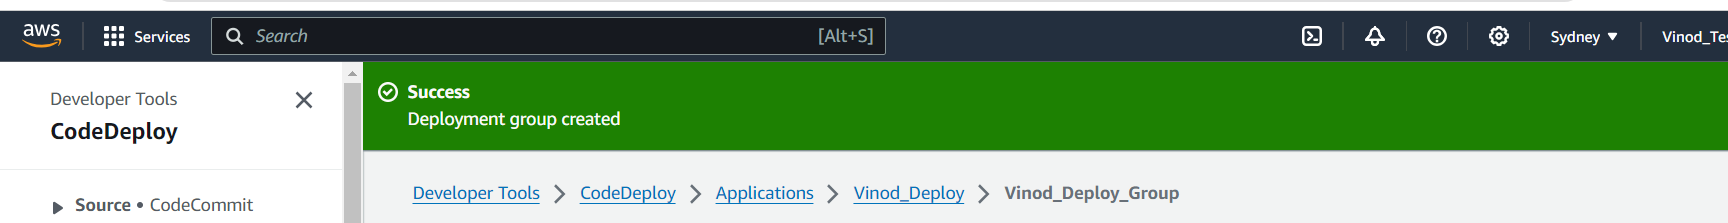 aws Services Search [Alt+S] Sydney Vinod_Tes
Developer Tools
CodeDeploy
Source • CodeCommit
Success
Deployment group created
Developer Tools > CodeDeploy > Applications > Vinod_Deploy > Vinod_Deploy_Group